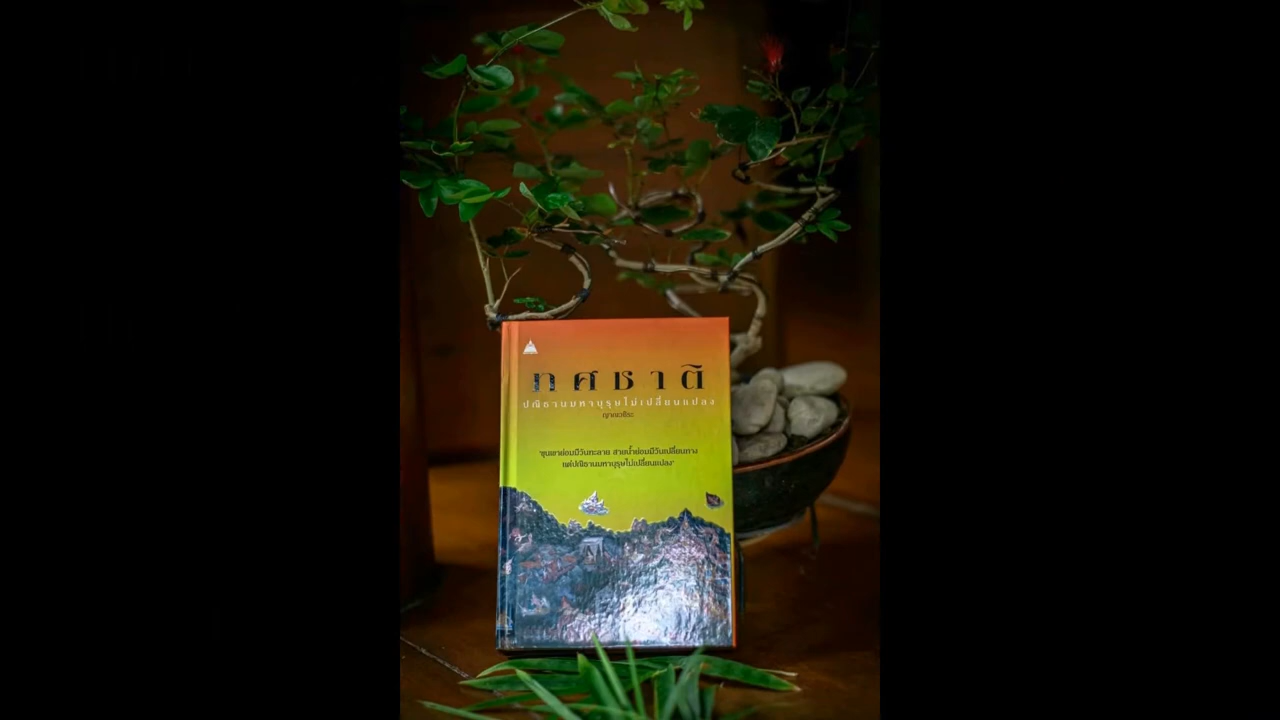 ทศชาติ
ปณิธานมหาบุรุษไม่เปลี่ยนแปลง
ญาณวชิระ
"ขุนเขาย่อมมีวันทะลาย สายน้ำย่อมมีวันเปลี่ยนทาง
แต่ปณิธานมหาบุรุษไม่เปลี่ยนแปลง"